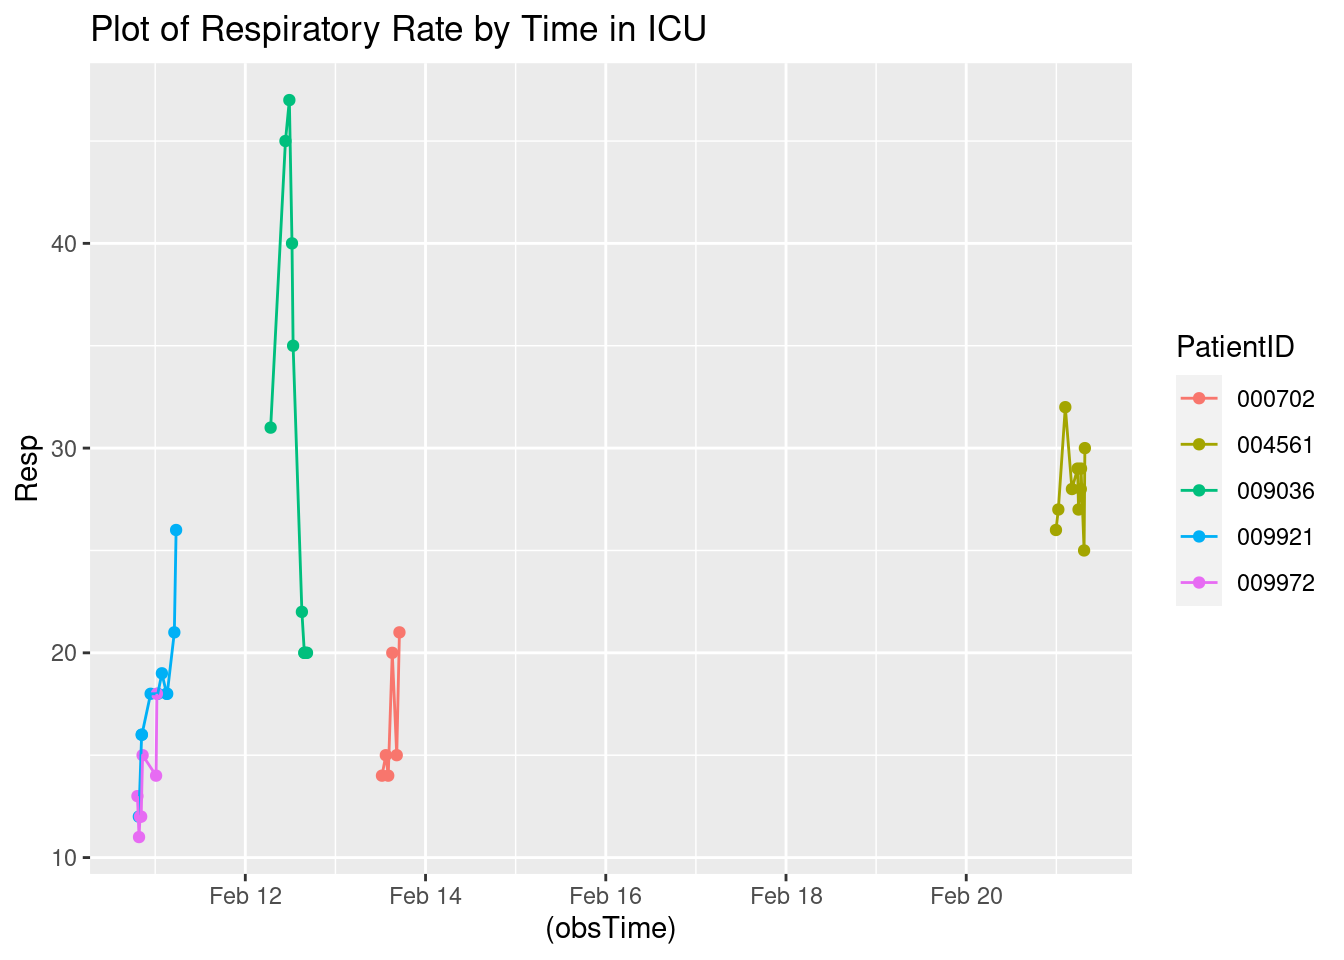 Plot of Respiratory Rate by Time in ICU
40
30
20
10
Resp
Feb 12
Feb 14
Feb 16
Feb 18
Feb 20
(obsTime)
PatientID
000702
004561
009036
009921
009972